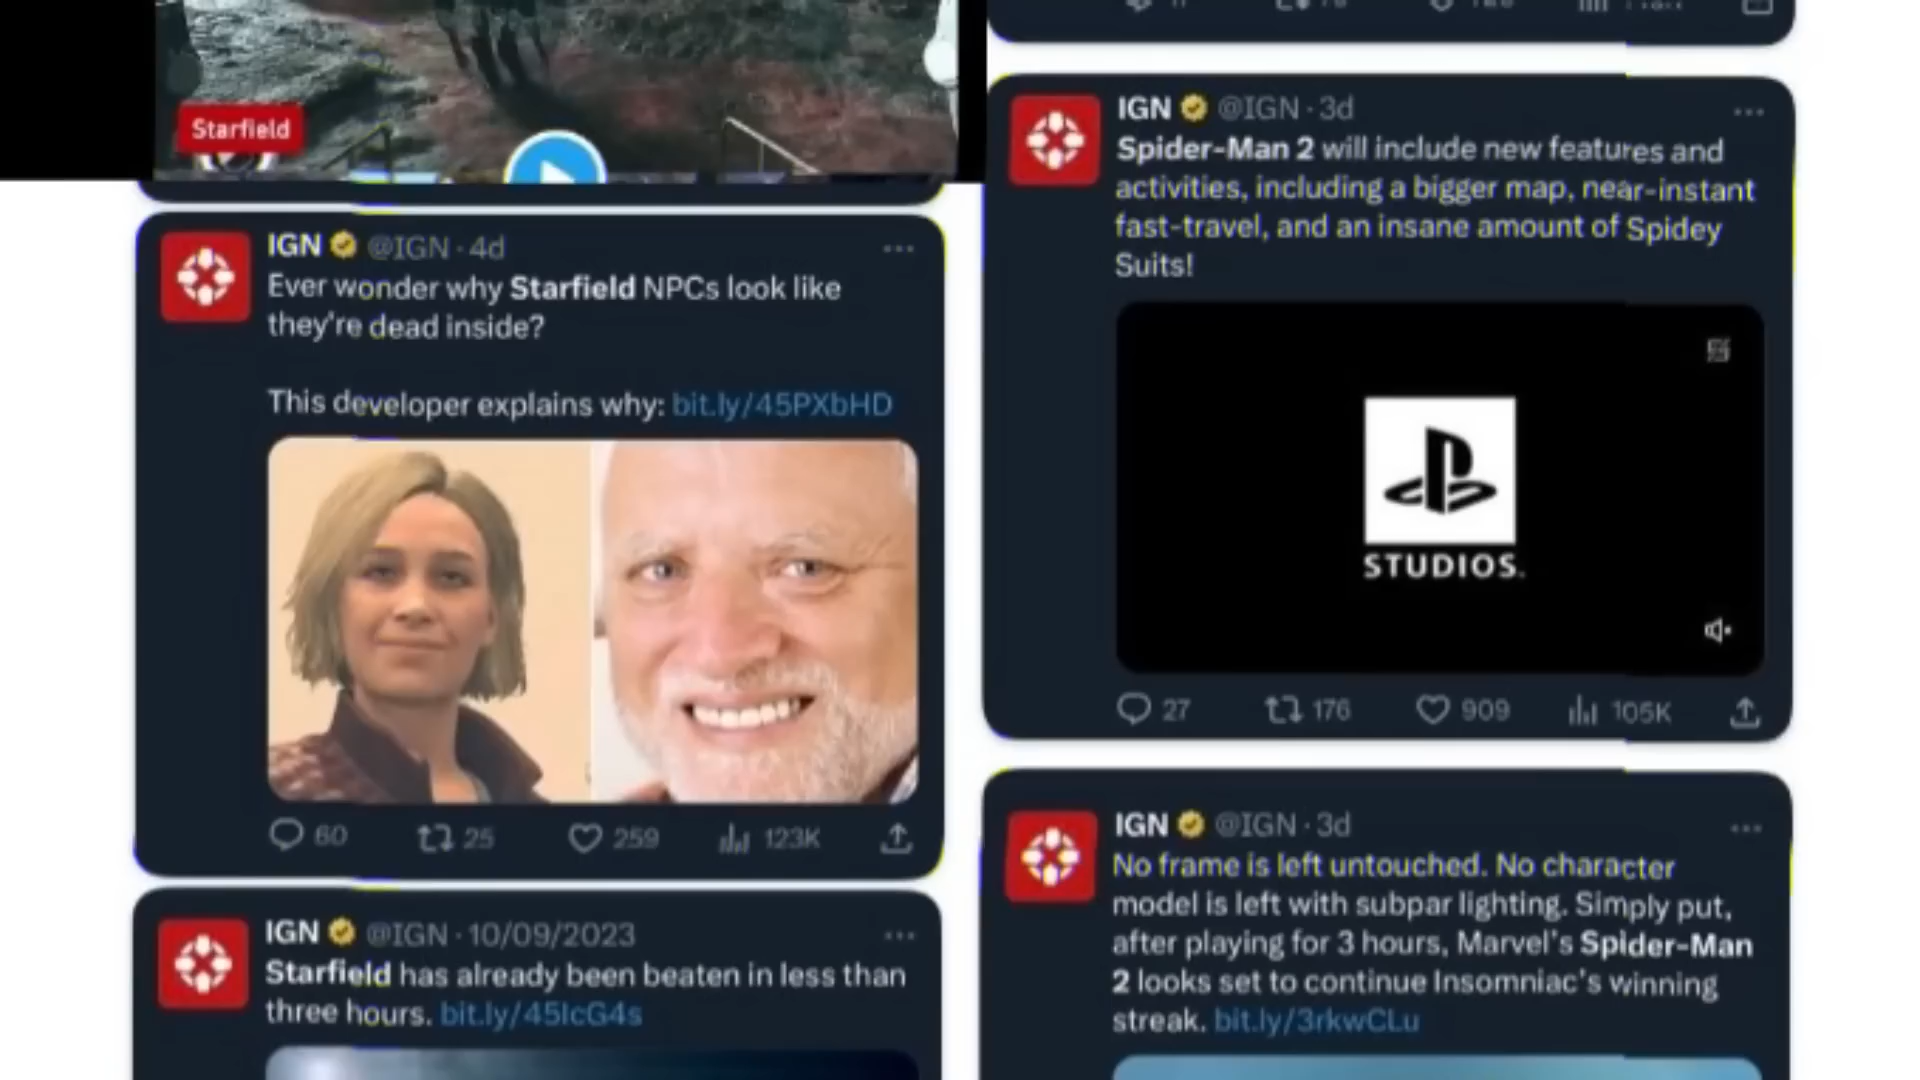 Starfield
IGN @IGN · 4d
Ever wonder why Starfield NPCs look like
they're dead inside?
This developer explains why: bit.ly/45PXbHD
60 25 259 123K
IGN @IGN · 10/09/2023
Starfield has already been beaten in less than
three hours. bit.ly/45IcG4s
IGN @IGN · 3d
Spider-Man 2 will include new features and
activities, including a bigger map, near-instant
fast-travel, and an insane amount of Spidey
Suits!
STUDIOS.
27 176 909 105K
IGN @IGN · 3d
No frame is left untouched. No character
model is left with subpar lighting. Simply put,
after playing for 3 hours, Marvel's Spider-Man
2 looks set to continue Insomniac's winning
streak. bit.ly/3rkwCLu